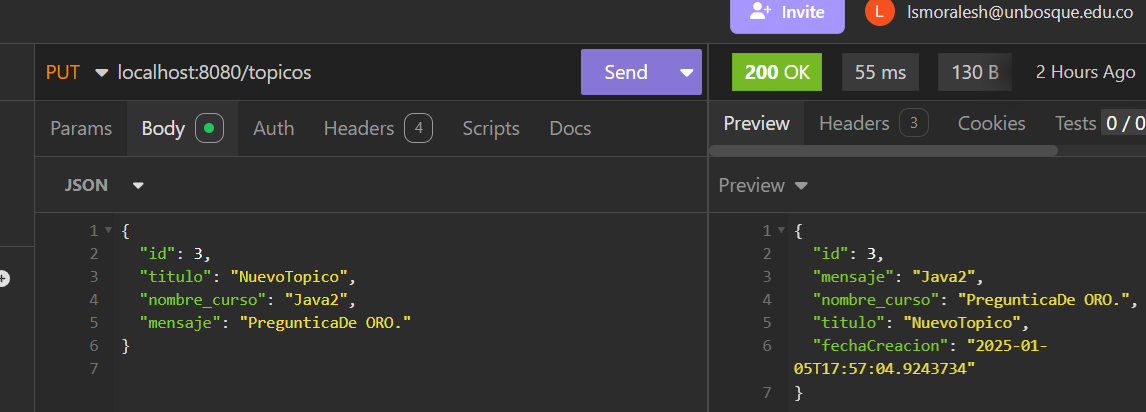 Invite
L lsmoralesh@unbosque.edu.co
PUT localhost:8080/topicos Send
200 OK 55 ms 130 B 2 Hours Ago
Params Body Auth Headers 4 Scripts Docs
Preview Headers 3 Cookies Tests 0 / 0
JSON
Preview
1 {
2 "id": 3,
3 "titulo": "NuevoTopico",
4 "nombre_curso": "Java2",
5 "mensaje": "PregunticaDe ORO."
6 }
7
1 {
2 "id": 3,
3 "mensaje": "Java2",
4 "nombre_curso": "PregunticaDe ORO.",
5 "titulo": "NuevoTopico",
6 "fechaCreacion": "2025-01-
05T17:57:04.9243734"
7 }